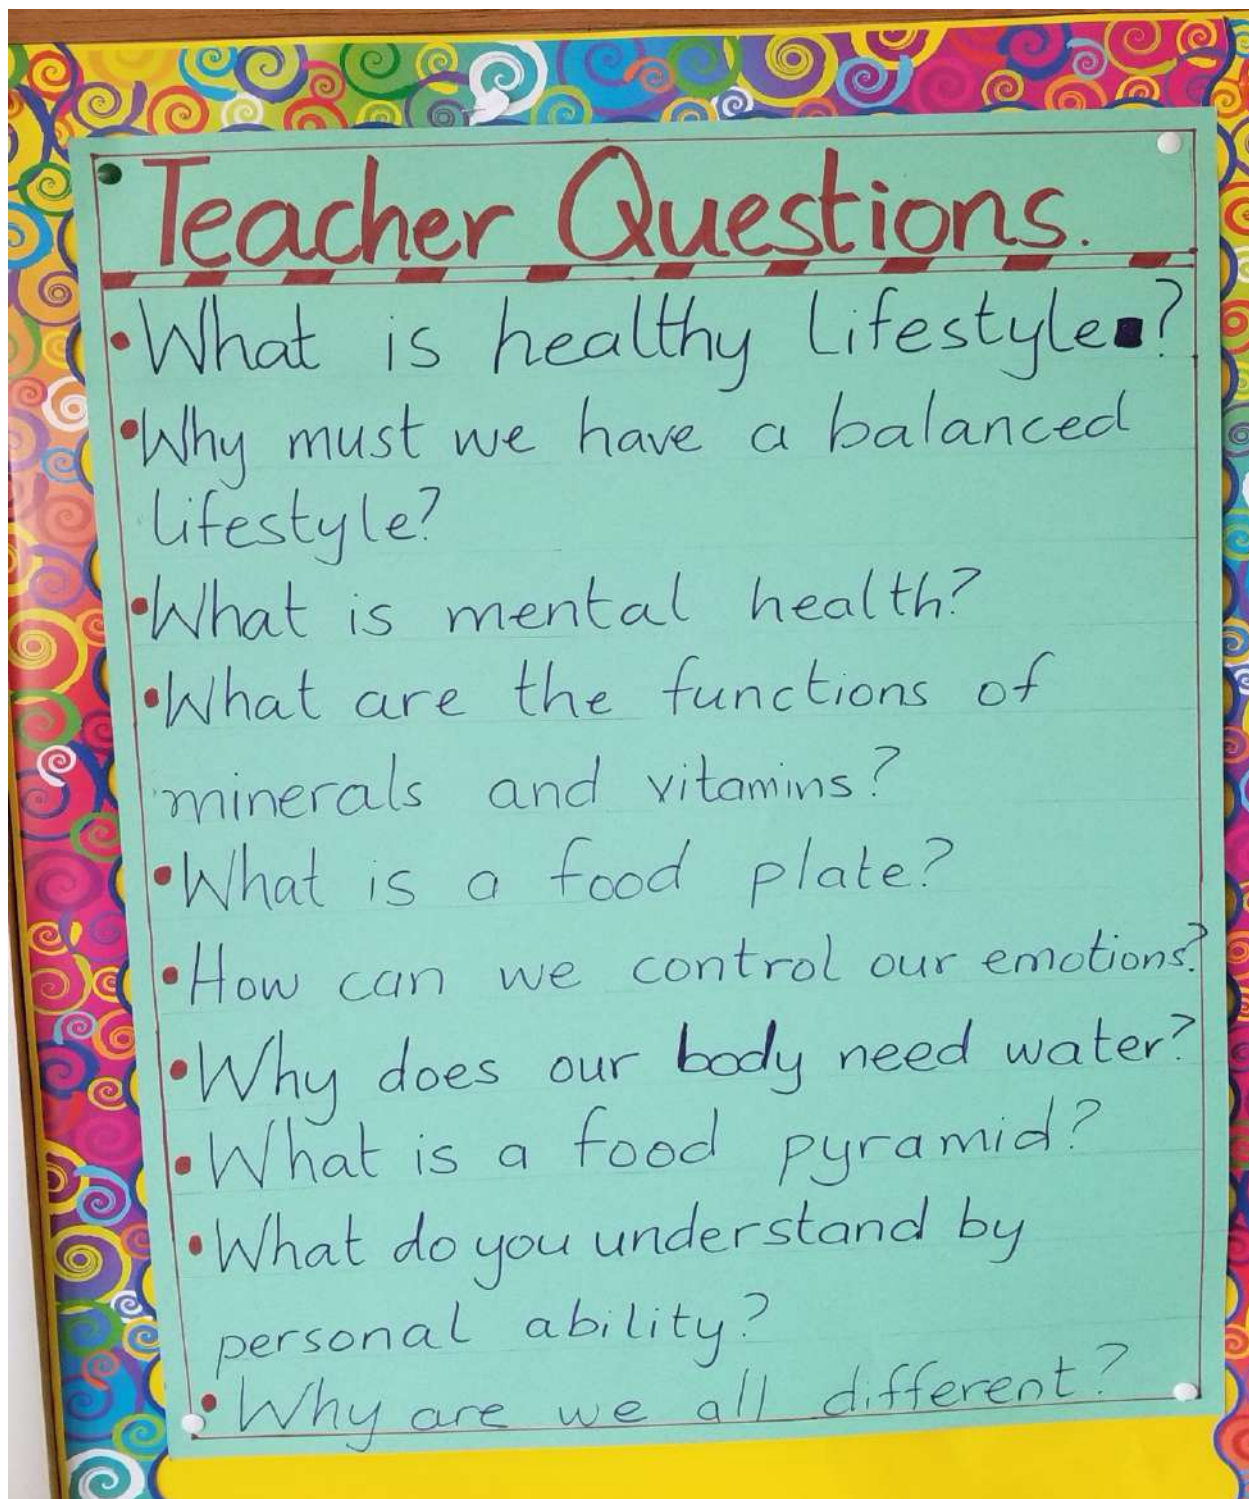 Teacher Questions.
•What is healthy lifestyle?
•Why must we have a balanced
lifestyle?
•What is mental health?
•What are the functions of
minerals and vitamins?
•What is a food plate?
•How can we control our emotions?
•Why does our body need water?
•What is a food pyramid?
•What do you understand by
personal ability?
•Why are we all different?